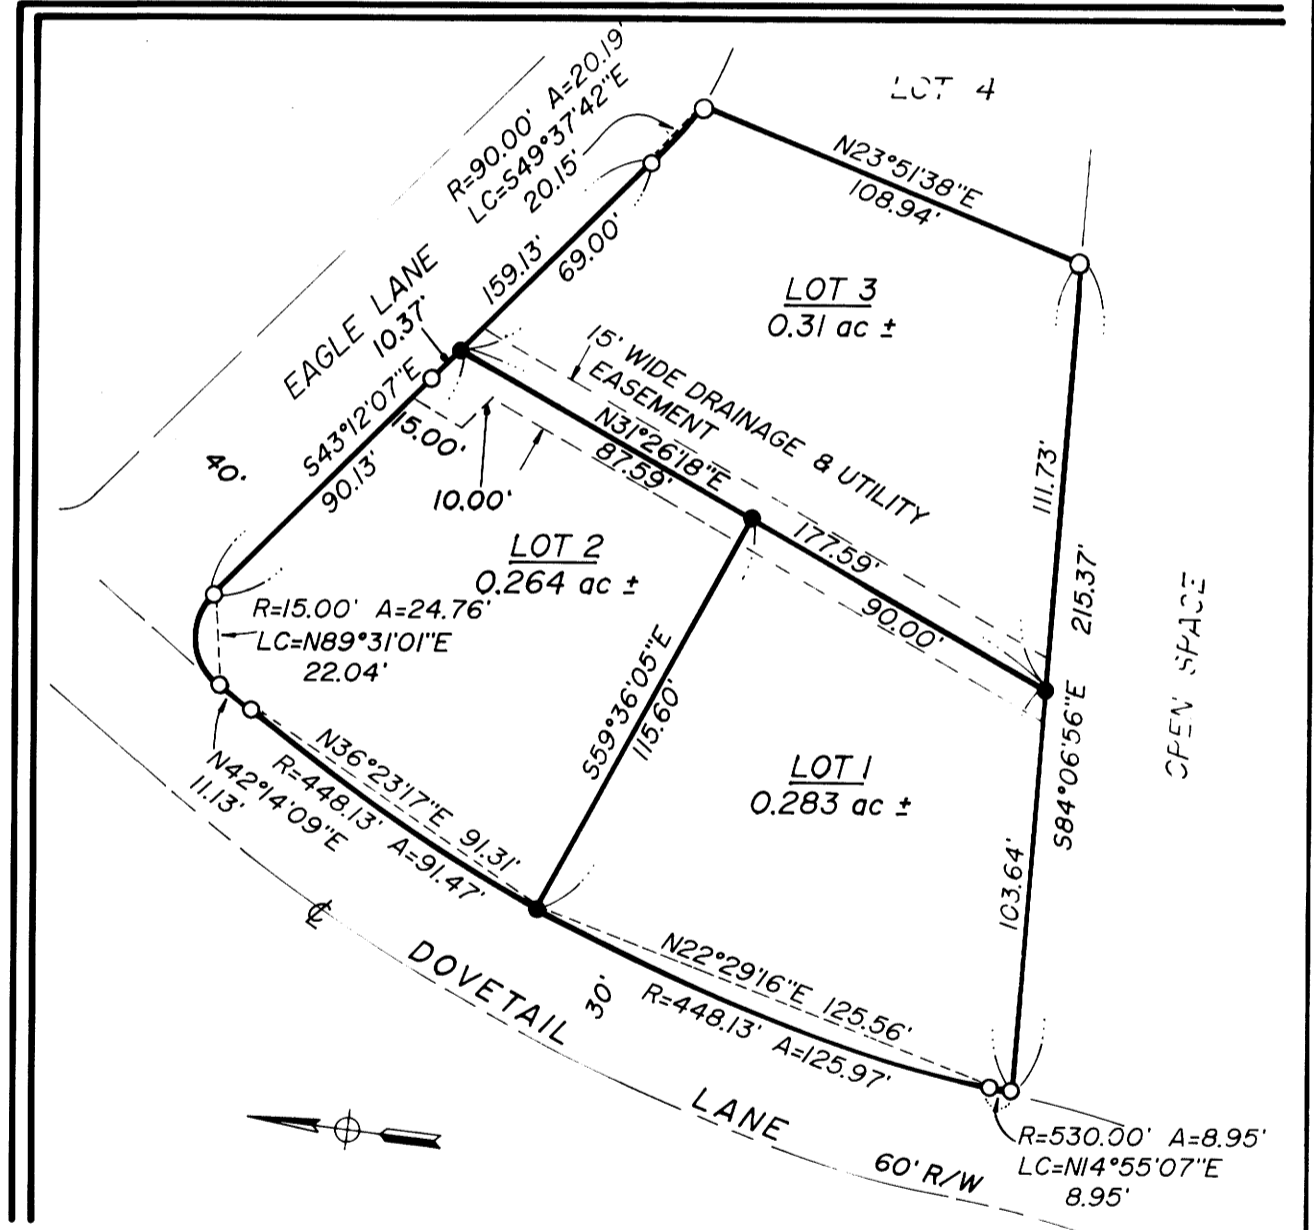 LOT 4
R=90.00' A=20.19'
LC=S49°37'42"E
20.15'
N23°51'38"E
108.94'
159.13'
69.00'
EAGLE LANE
10.37'
LOT 3
0.31 ac ±
15' WIDE DRAINAGE & UTILITY
EASEMENT
S43°12'07"E
90.13'
15.00'
10.00'
40'
N31°26'18"E
87.59'
177.59'
90.00'
111.73'
215.37'
S84°06'56"E
103.64'
OPEN SPACE
LOT 2
0.264 ac ±
R=15.00' A=24.76'
LC=N89°31'01"E
22.04'
S59°36'05"E
115.60'
LOT 1
0.283 ac ±
N42°14'09"E
11.13'
N36°23'17"E 91.31'
R=448.13' A=91.47'
N22°29'16"E 125.56'
R=448.13' A=125.97'
℄
DOVETAIL LANE
30'
60' R/W
R=530.00' A=8.95'
LC=N14°55'07"E
8.95'